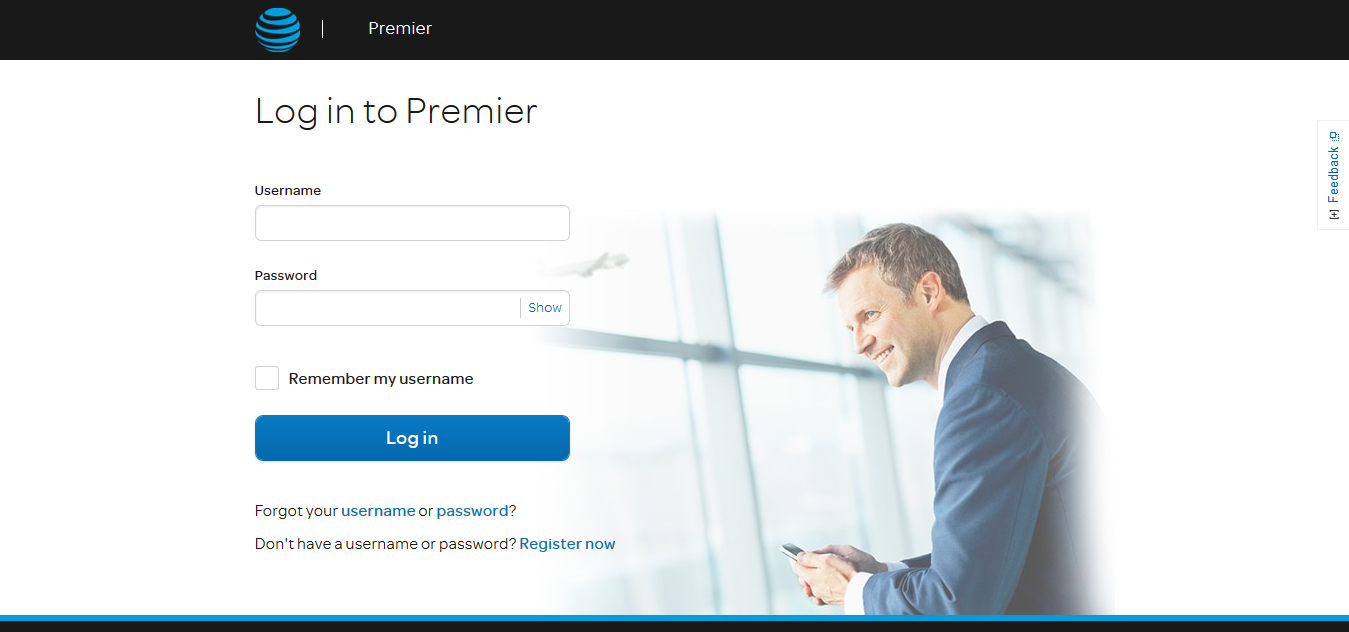 Premier
Log in to Premier
Feedback
Username
Password
Show
Remember my username
Log in
Forgot your username or password?
Don't have a username or password? Register now